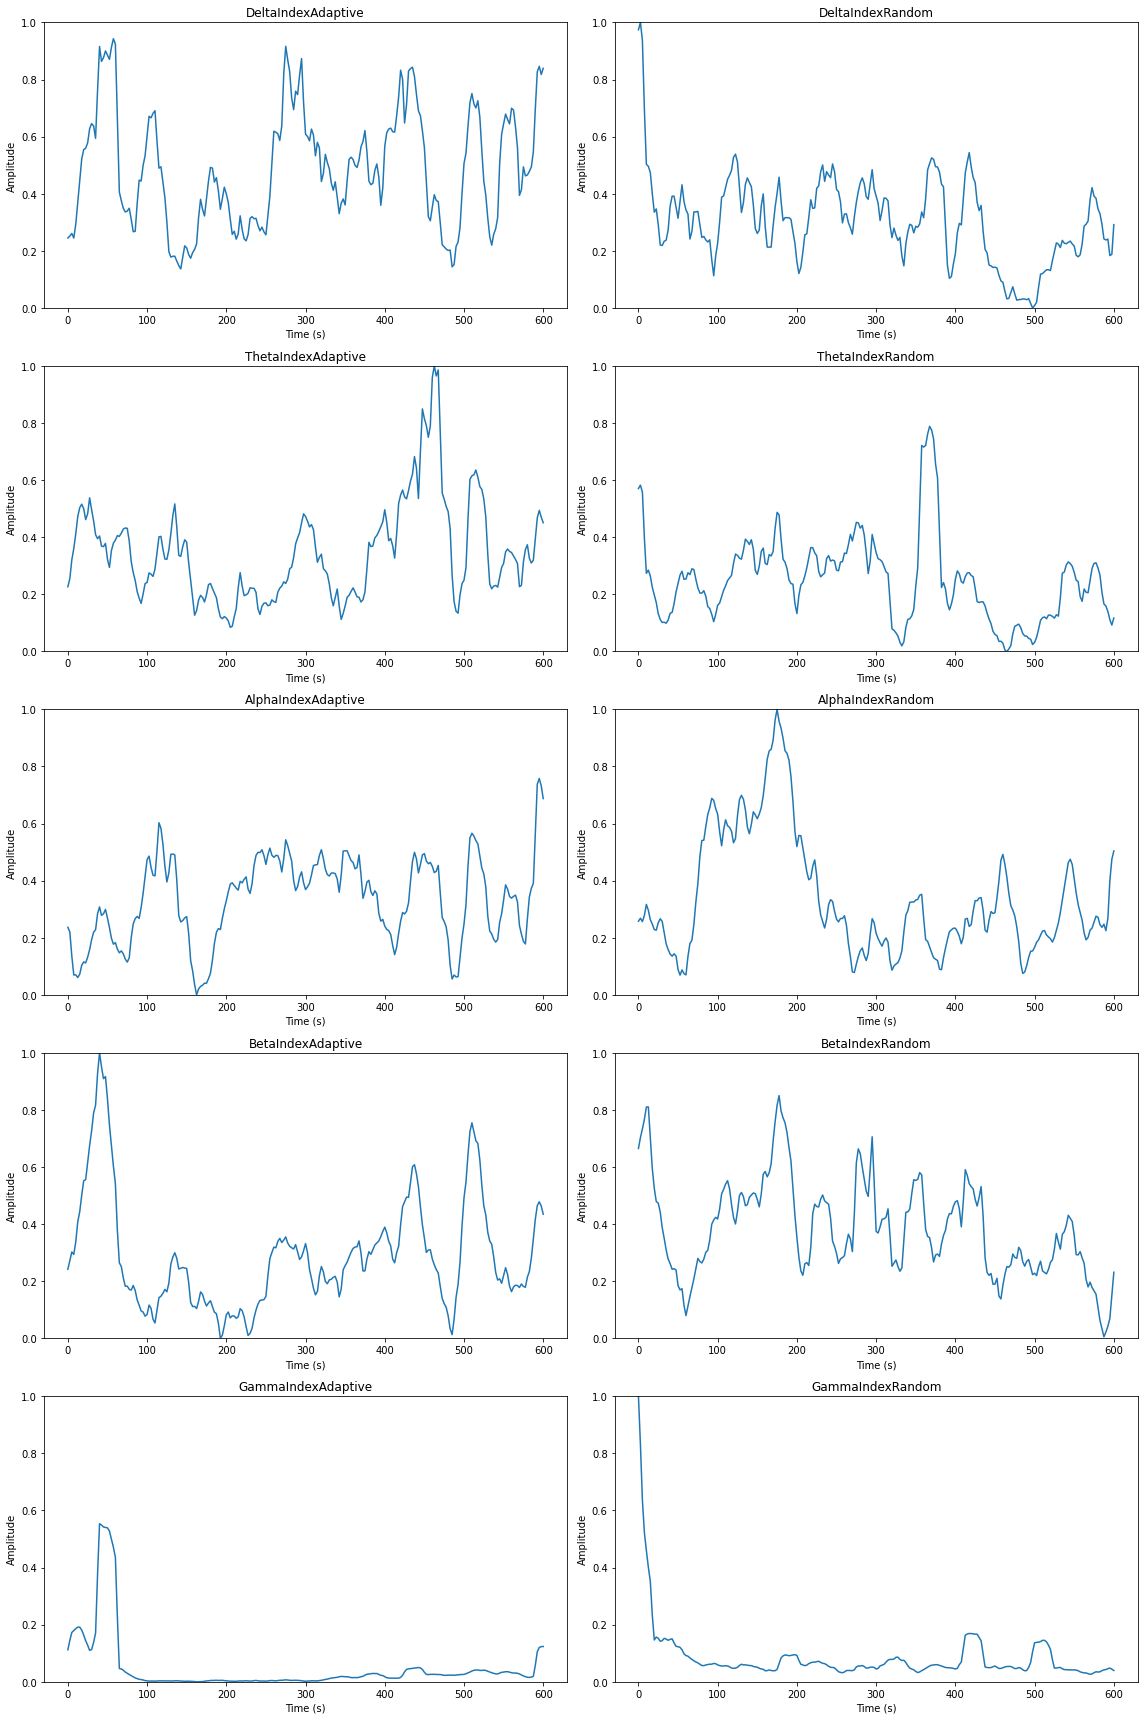 DeltaIndexAdaptive
1.0
0.8
0.6
0.4
0.2
0.0
Amplitude
0 100 200 300 400 500 600
Time (s)
DeltaIndexRandom
1.0
0.8
0.6
0.4
0.2
0.0
Amplitude
0 100 200 300 400 500 600
Time (s)
ThetaIndexAdaptive
1.0
0.8
0.6
0.4
0.2
0.0
Amplitude
0 100 200 300 400 500 600
Time (s)
ThetaIndexRandom
1.0
0.8
0.6
0.4
0.2
0.0
Amplitude
0 100 200 300 400 500 600
Time (s)
AlphaIndexAdaptive
1.0
0.8
0.6
0.4
0.2
0.0
Amplitude
0 100 200 300 400 500 600
Time (s)
AlphaIndexRandom
1.0
0.8
0.6
0.4
0.2
0.0
Amplitude
0 100 200 300 400 500 600
Time (s)
BetaIndexAdaptive
1.0
0.8
0.6
0.4
0.2
0.0
Amplitude
0 100 200 300 400 500 600
Time (s)
BetaIndexRandom
1.0
0.8
0.6
0.4
0.2
0.0
Amplitude
0 100 200 300 400 500 600
Time (s)
GammaIndexAdaptive
1.0
0.8
0.6
0.4
0.2
0.0
Amplitude
0 100 200 300 400 500 600
Time (s)
GammaIndexRandom
1.0
0.8
0.6
0.4
0.2
0.0
Amplitude
0 100 200 300 400 500 600
Time (s)